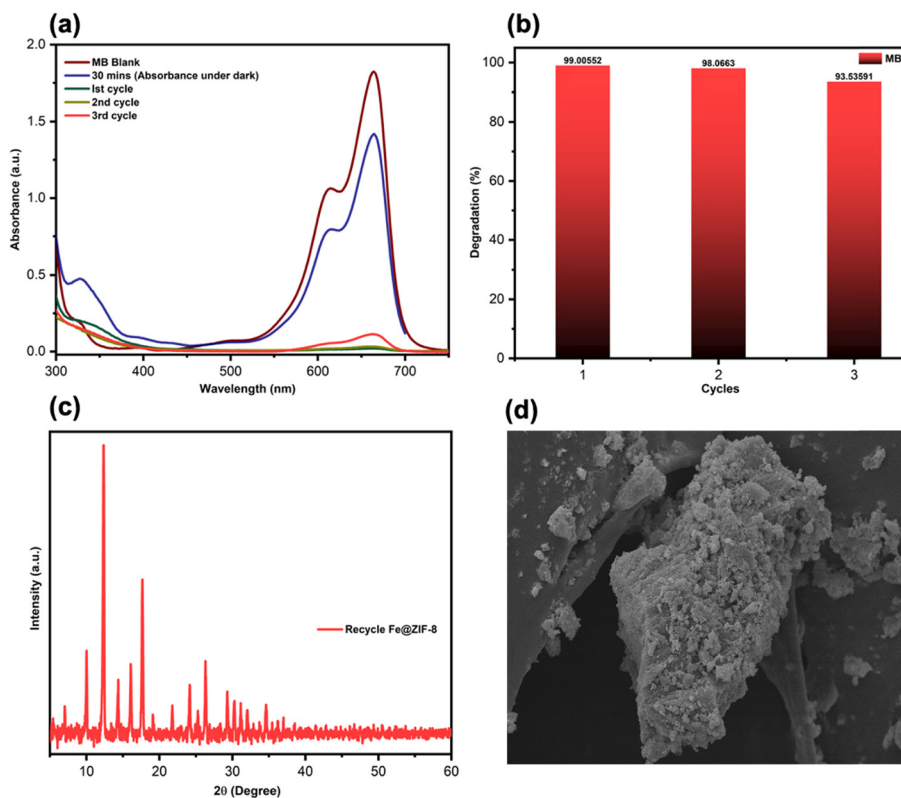 (a)
2.0
1.5
1.0
0.5
0.0
Absorbance (a.u.)
MB Blank
30 mins (Absorbance under dark)
Ist cycle
2nd cycle
3rd cycle
300
400
500
600
700
Wavelength (nm)
(b)
100
80
60
40
20
0
Degradation (%)
99.00552
98.0663
93.53591
MB
1
2
3
Cycles
(c)
Intensity (a.u.)
Recycle Fe@ZIF-8
10
20
30
40
50
60
2θ (Degree)
(d)